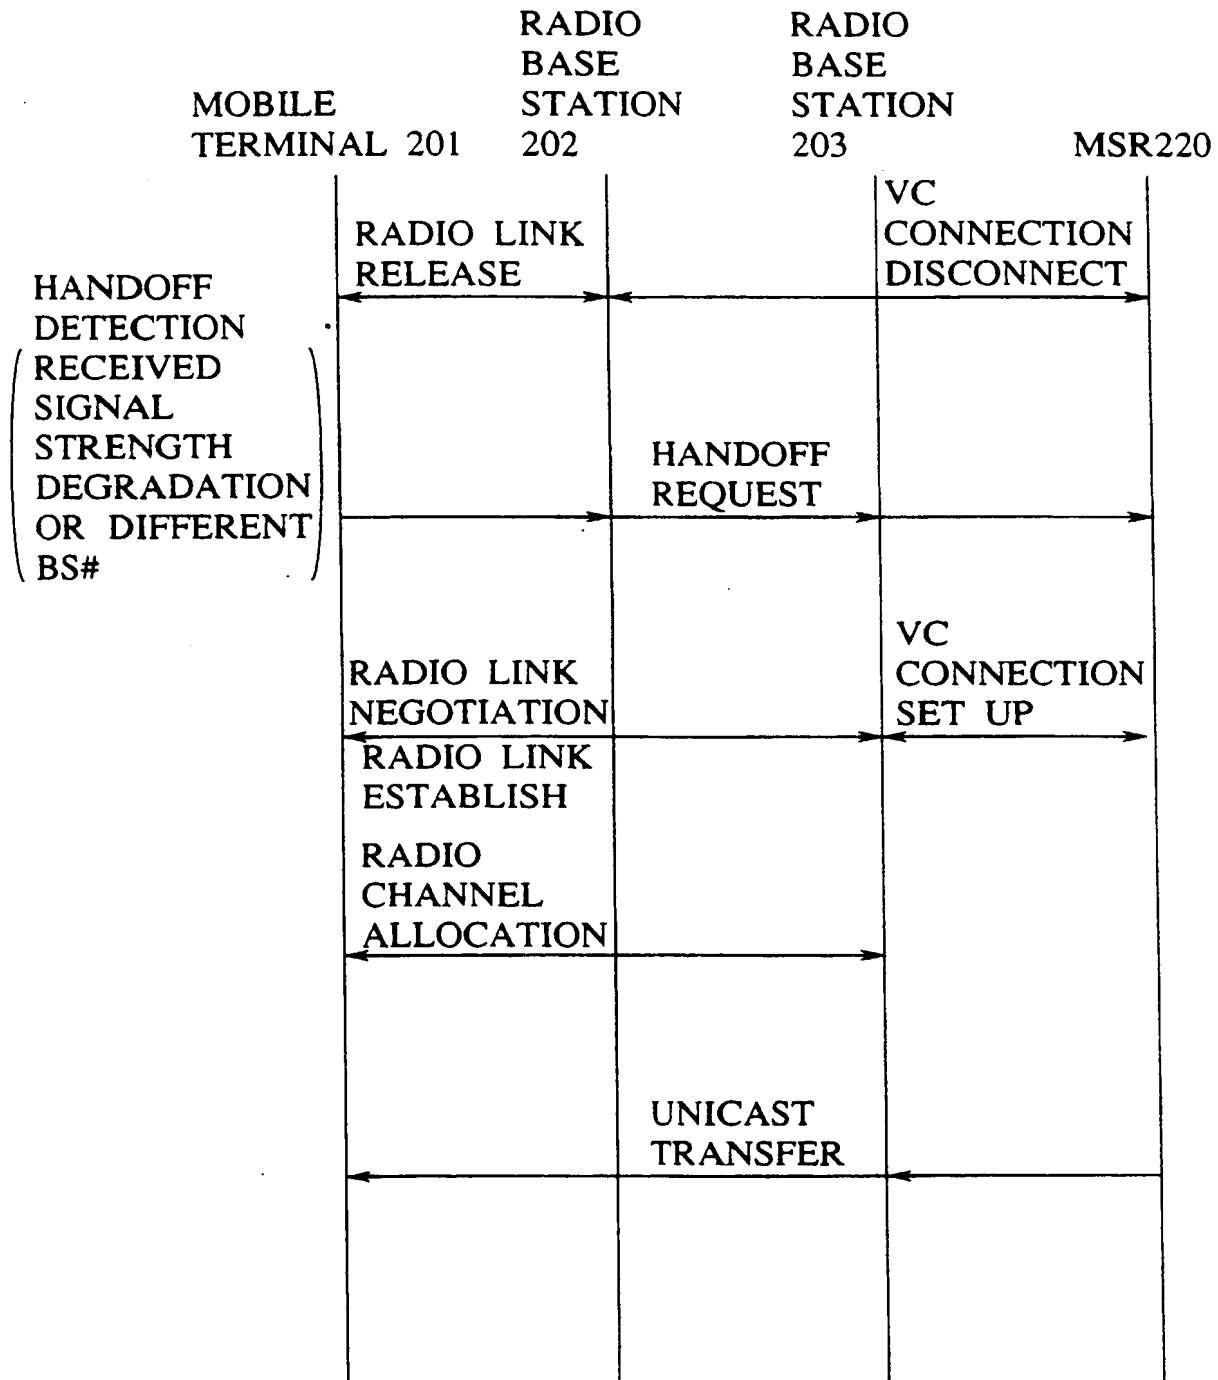 MOBILE
TERMINAL 201
RADIO
BASE
STATION
202
RADIO
BASE
STATION
203
MSR220
RADIO LINK
RELEASE
VC
CONNECTION
DISCONNECT
HANDOFF
DETECTION
RECEIVED
SIGNAL
STRENGTH
DEGRADATION
OR DIFFERENT
BS#
HANDOFF
REQUEST
RADIO LINK
NEGOTIATION
VC
CONNECTION
SET UP
RADIO LINK
ESTABLISH
RADIO
CHANNEL
ALLOCATION
UNICAST
TRANSFER